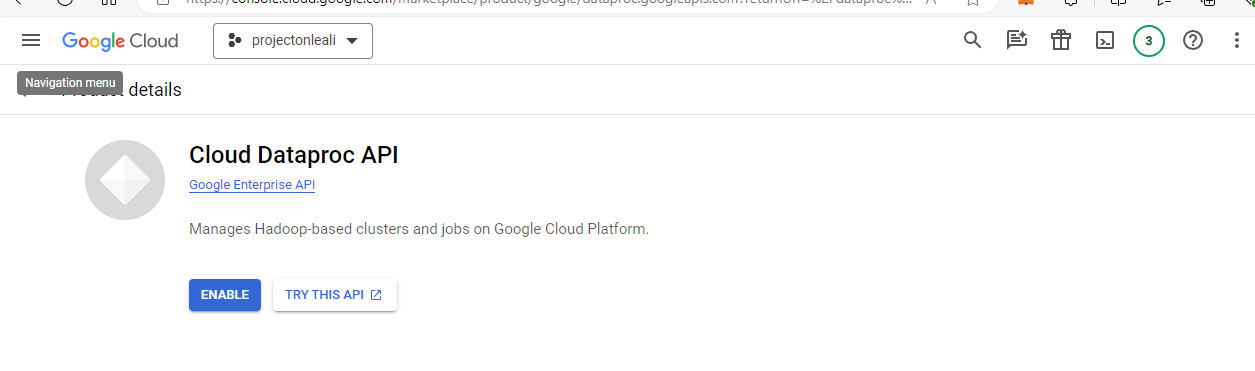 https://console.cloud.google.com/marketplace/product/google/dataproc.googleapis.com?returnUrl=%2Fdataproc%...
Google Cloud
projectonleali
3
Navigation menu
Product details
Cloud Dataproc API
Google Enterprise API
Manages Hadoop-based clusters and jobs on Google Cloud Platform.
ENABLE
TRY THIS API